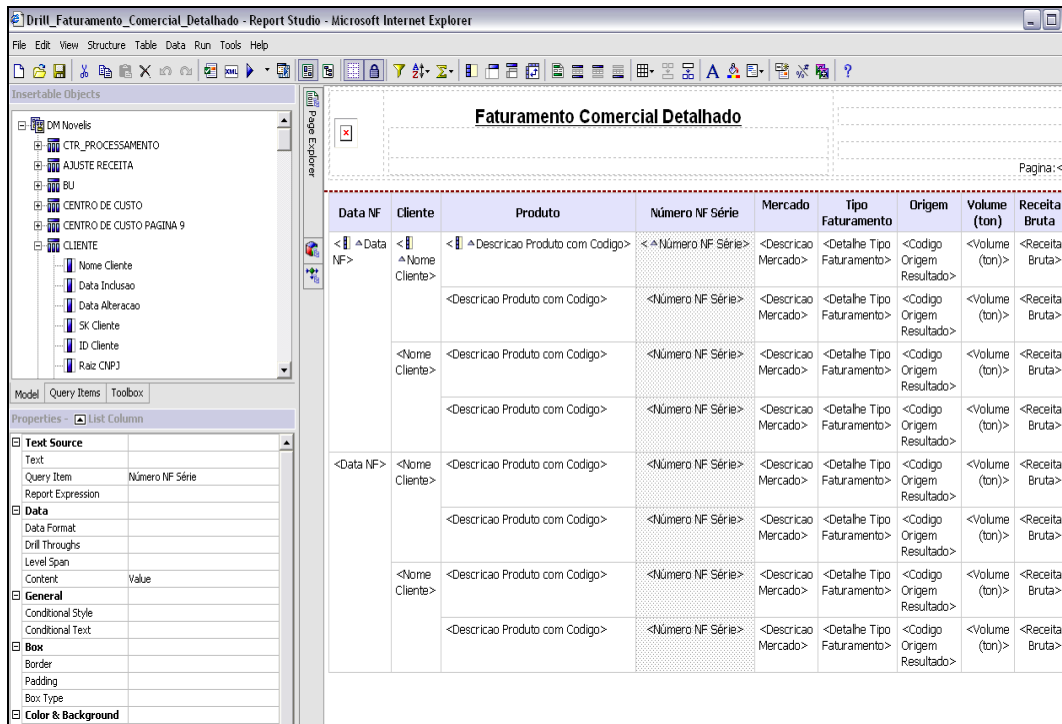 Drill_Faturamento_Comercial_Detalhado - Report Studio - Microsoft Internet Explorer
File Edit View Structure Table Data Run Tools Help
Insertable Objects
DM Novelis
CTR_PROCESSAMENTO
AJUSTE RECEITA
BU
CENTRO DE CUSTO
CENTRO DE CUSTO PAGINA 9
CLIENTE
Nome Cliente
Data Inclusao
Data Alteracao
SK Cliente
ID Cliente
Raiz CNPJ
Model Query Items Toolbox
Properties - List Column
Text Source
Text
Query Item Número NF Série
Report Expression
Data
Data Format
Drill Throughs
Level Span
Content Value
General
Conditional Style
Conditional Text
Box
Border
Padding
Box Type
Color & Background
Page Explorer
Faturamento Comercial Detalhado
Pagina:<
Data NF Cliente Produto Número NF Série Mercado Tipo Origem Volume Receita
Faturamento (ton) Bruta
< Data < < Descricao Produto com Codigo> < Número NF Série> <Descricao <Detalhe Tipo <Codigo <Volume <Receita
NF> Nome Mercado> Faturamento> Origem (ton)> Bruta>
Cliente> Resultado>
<Descricao Produto com Codigo> <Número NF Série> <Descricao <Detalhe Tipo <Codigo <Volume <Receita
Mercado> Faturamento> Origem (ton)> Bruta>
Resultado>
<Nome <Descricao Produto com Codigo> <Número NF Série> <Descricao <Detalhe Tipo <Codigo <Volume <Receita
Cliente> Mercado> Faturamento> Origem (ton)> Bruta>
Resultado>
<Descricao Produto com Codigo> <Número NF Série> <Descricao <Detalhe Tipo <Codigo <Volume <Receita
Mercado> Faturamento> Origem (ton)> Bruta>
Resultado>
<Data NF> <Nome <Descricao Produto com Codigo> <Número NF Série> <Descricao <Detalhe Tipo <Codigo <Volume <Receita
Cliente> Mercado> Faturamento> Origem (ton)> Bruta>
Resultado>
<Descricao Produto com Codigo> <Número NF Série> <Descricao <Detalhe Tipo <Codigo <Volume <Receita
Mercado> Faturamento> Origem (ton)> Bruta>
Resultado>
<Nome <Descricao Produto com Codigo> <Número NF Série> <Descricao <Detalhe Tipo <Codigo <Volume <Receita
Cliente> Mercado> Faturamento> Origem (ton)> Bruta>
Resultado>
<Descricao Produto com Codigo> <Número NF Série> <Descricao <Detalhe Tipo <Codigo <Volume <Receita
Mercado> Faturamento> Origem (ton)> Bruta>
Resultado>